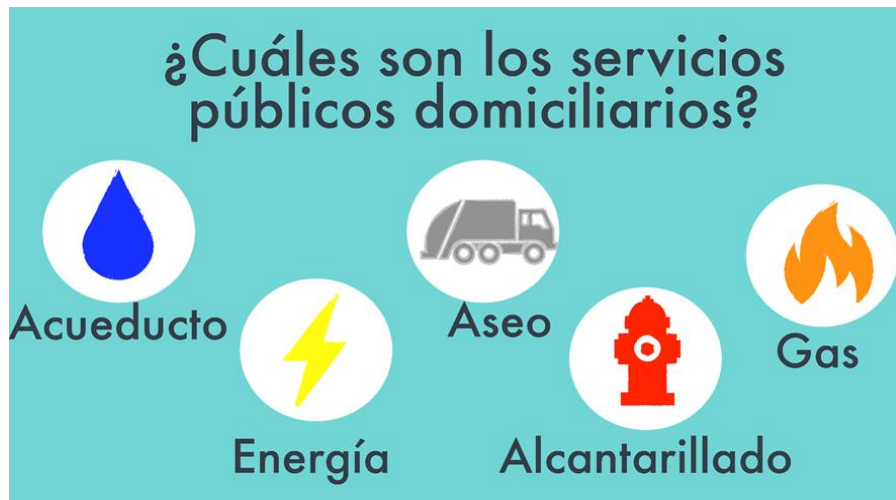 ¿Cuáles son los servicios
públicos domiciliarios?
Acueducto
Energía
Aseo
Alcantarillado
Gas